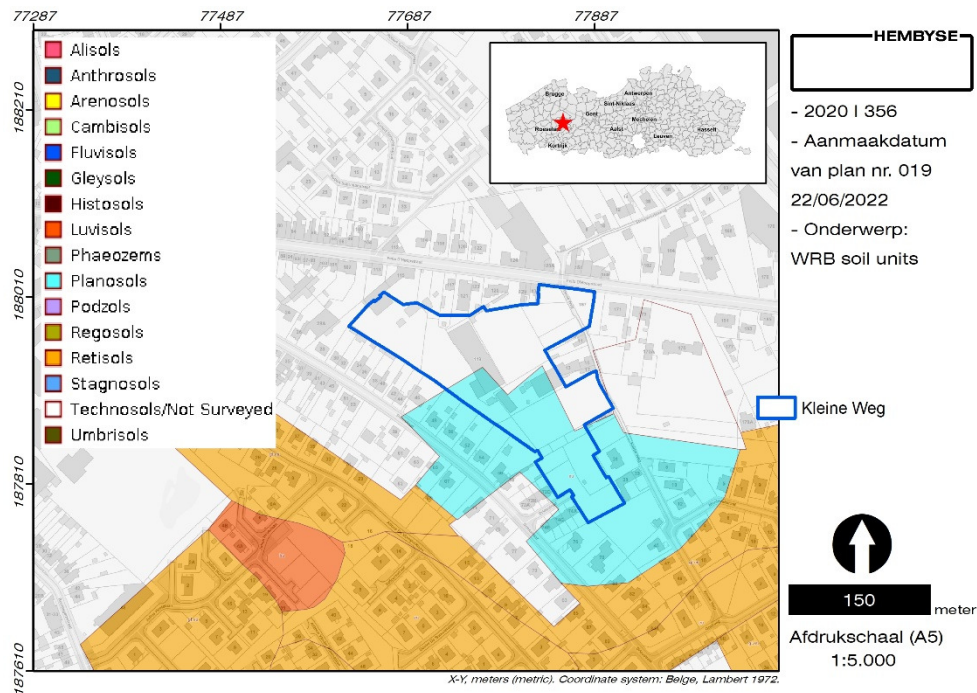 77287 77487 77687 77887
188210
188010
187810
187610
Alisols
Anthrosols
Arenosols
Cambisols
Fluvisols
Gleysols
Histosols
Luvisols
Phaeozems
Planosols
Podzols
Regosols
Retisols
Stagnosols
Technosols/Not Surveyed
Umbrisols
Brugge
Antwerpen
Sint-Niklaas
Gent
Mechelen
Roeselare
Aalst
Hasselt
Leuven
Kortrijk
HEMBYSE
- 2020 I 356
- Aanmaakdatum
van plan nr. 019
22/06/2022
- Onderwerp:
WRB soil units
Kleine Weg
150
meter
Afdrukschaal (A5)
1:5.000
X-Y, meters (metric). Coordinate system: Belge, Lambert 1972.